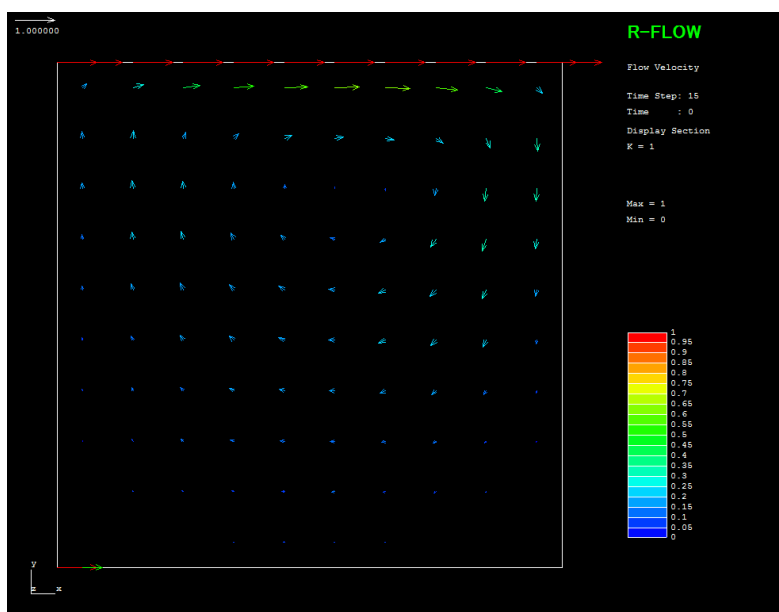 1.000000
R-FLOW
Flow Velocity
Time Step: 15
Time : 0
Display Section
K = 1
Max = 1
Min = 0
1
0.95
0.9
0.85
0.8
0.75
0.7
0.65
0.6
0.55
0.5
0.45
0.4
0.35
0.3
0.25
0.2
0.15
0.1
0.05
0
y
z x